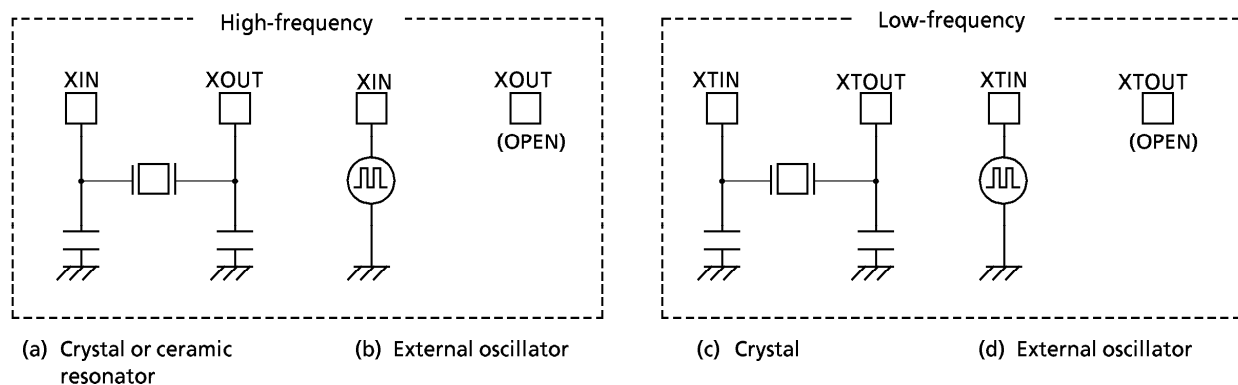 High-frequency
Low-frequency
XIN
XOUT
XIN
XOUT
(OPEN)
XTIN
XTOUT
XTIN
XTOUT
(OPEN)
(a) Crystal or ceramic
resonator
(b) External oscillator
(c) Crystal
(d) External oscillator